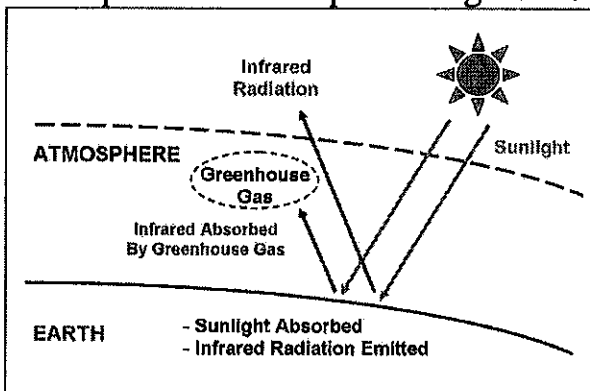 Infrared
Radiation
Sunlight
ATMOSPHERE
Greenhouse
Gas
Infrared Absorbed
By Greenhouse Gas
EARTH
- Sunlight Absorbed
- Infrared Radiation Emitted